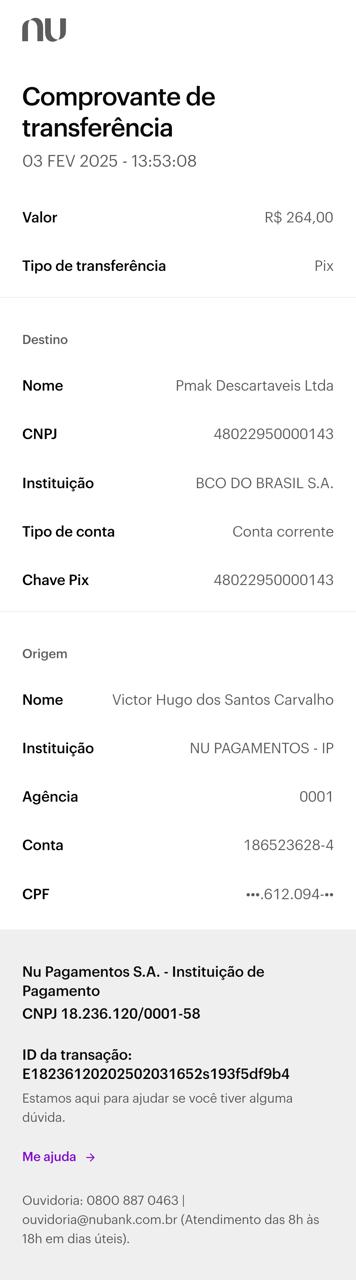 nu
Comprovante de
transferência
03 FEV 2025 - 13:53:08
Valor R$ 264,00
Tipo de transferência Pix
Destino
Nome Pmak Descartaveis Ltda
CNPJ 48022950000143
Instituição BCO DO BRASIL S.A.
Tipo de conta Conta corrente
Chave Pix 48022950000143
Origem
Nome Victor Hugo dos Santos Carvalho
Instituição NU PAGAMENTOS - IP
Agência 0001
Conta 186523628-4
CPF •••.612.094-••
Nu Pagamentos S.A. - Instituição de
Pagamento
CNPJ 18.236.120/0001-58
ID da transação:
E18236120202502031652s193f5df9b4
Estamos aqui para ajudar se você tiver alguma
dúvida.
Me ajuda →
Ouvidoria: 0800 887 0463 |
ouvidoria@nubank.com.br (Atendimento das 8h às
18h em dias úteis).